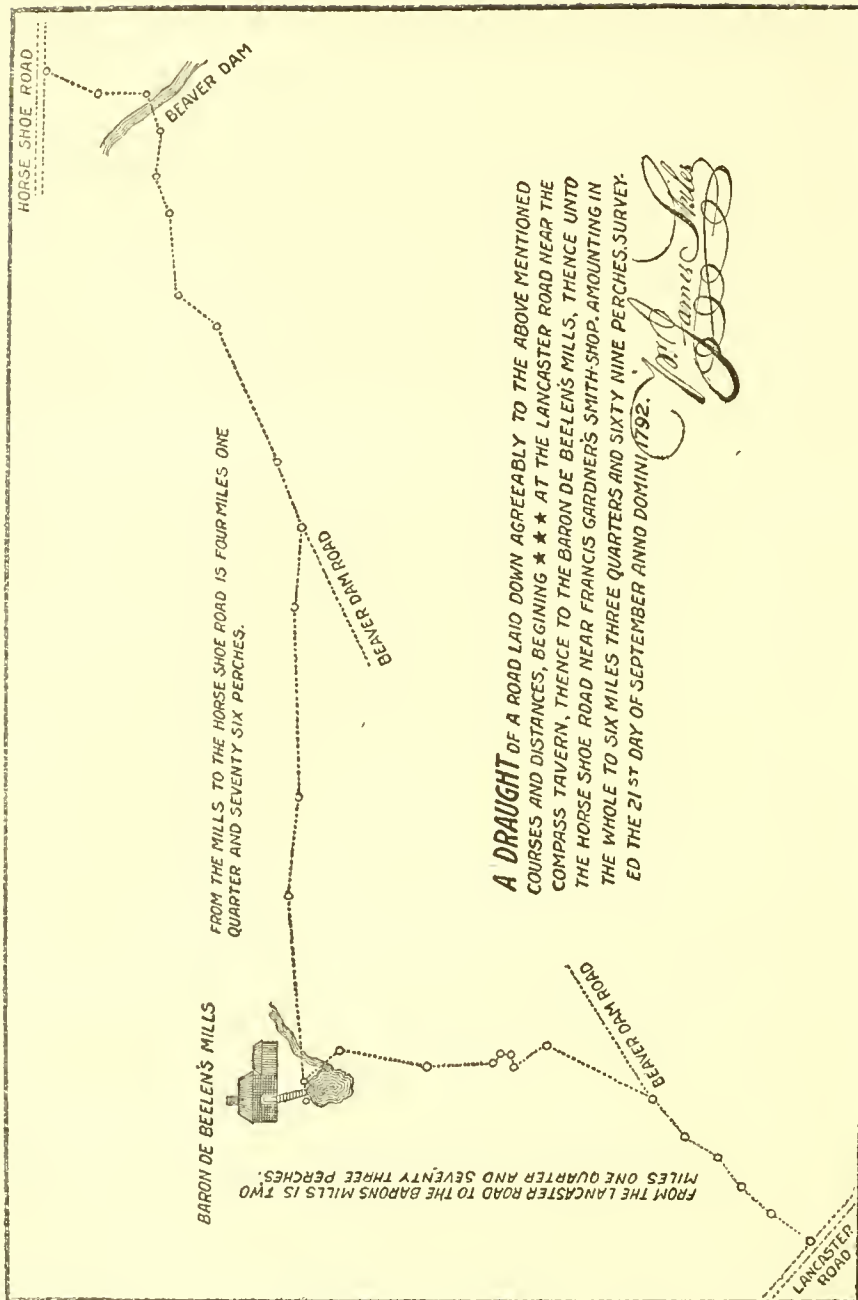 HORSE SHOE ROAD
BEAVER DAM
FROM THE MILLS TO THE HORSE SHOE ROAD IS FOUR MILES ONE
QUARTER AND SEVENTY SIX PERCHES.
BEAVER DAM ROAD
BARON DE BEELEN'S MILLS
FROM THE LANCASTER ROAD TO THE BARONS MILLS IS TWO
MILES ONE QUARTER AND SEVENTY THREE PERCHES.
BEAVER DAM ROAD
LANCASTER
ROAD
A DRAUGHT OF A ROAD LAID DOWN AGREEABLY TO THE ABOVE MENTIONED
COURSES AND DISTANCES, BEGINING ★ ★ ★ AT THE LANCASTER ROAD NEAR THE
COMPASS TAVERN, THENCE TO THE BARON DE BEELEN'S MILLS, THENCE UNTO
THE HORSE SHOE ROAD NEAR FRANCIS GARDNER'S SMITH-SHOP. AMOUNTING IN
THE WHOLE TO SIX MILES THREE QUARTERS AND SIXTY NINE PERCHES. SURVEY-
ED THE 21ST DAY OF SEPTEMBER ANNO DOMINI 1792.
Pr. James Miles